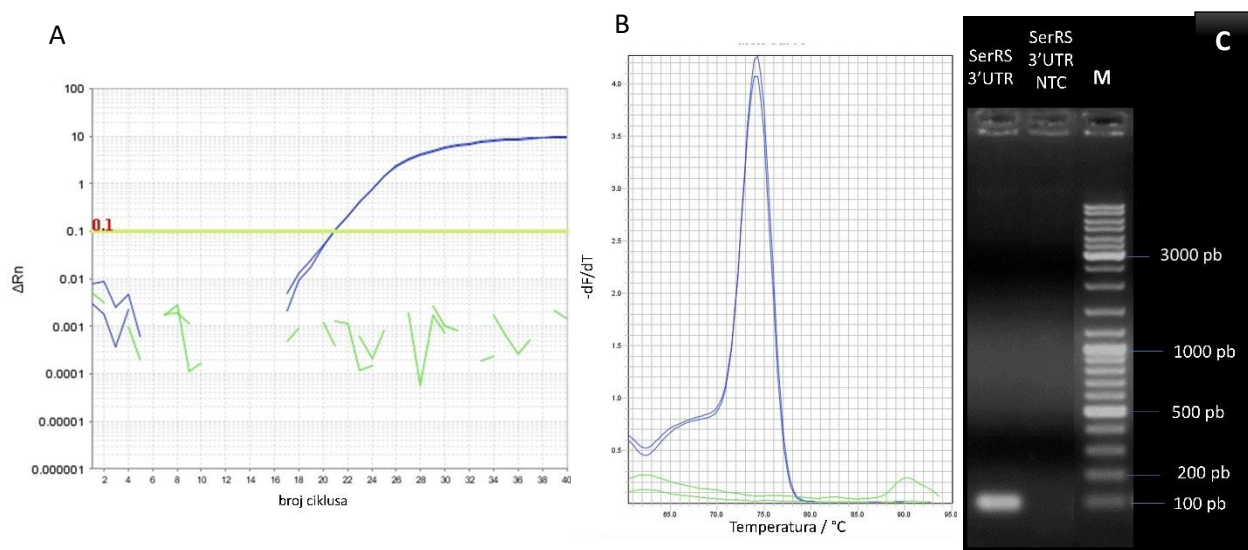 A
100
10
1
0.1
0.1
0.01
0.001
0.0001
0.00001
0.000001
ΔRn
2 4 6 8 10 12 14 16 18 20 22 24 26 28 30 32 34 36 38 40
broj ciklusa
B
4.0
3.5
3.0
2.5
2.0
1.5
1.0
0.5
-dF/dT
65.0 70.0 75.0 80.0 85.0 90.0 95.0
Temperatura / °C
C
SerRS
3’UTR
SerRS
3’UTR
NTC
M
3000 pb
1000 pb
500 pb
200 pb
100 pb